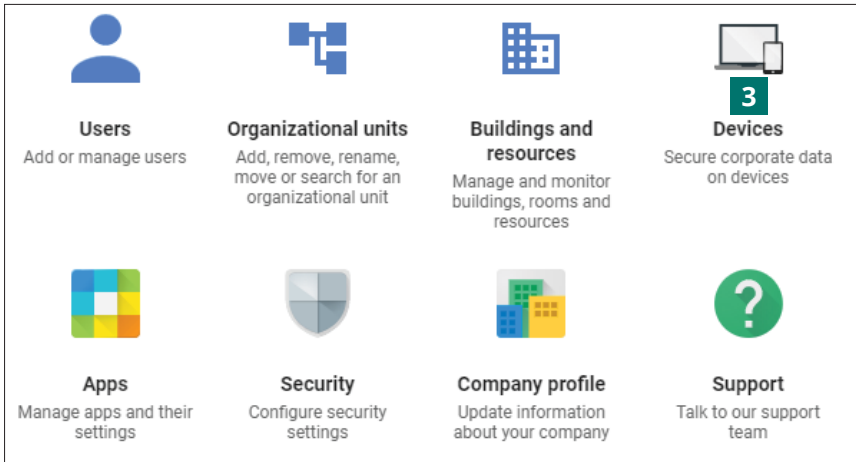 3
Users
Add or manage users
Organizational units
Add, remove, rename,
move or search for an
organizational unit
Buildings and
resources
Manage and monitor
buildings, rooms and
resources
Devices
Secure corporate data
on devices
Apps
Manage apps and their
settings
Security
Configure security
settings
Company profile
Update information
about your company
?
Support
Talk to our support
team